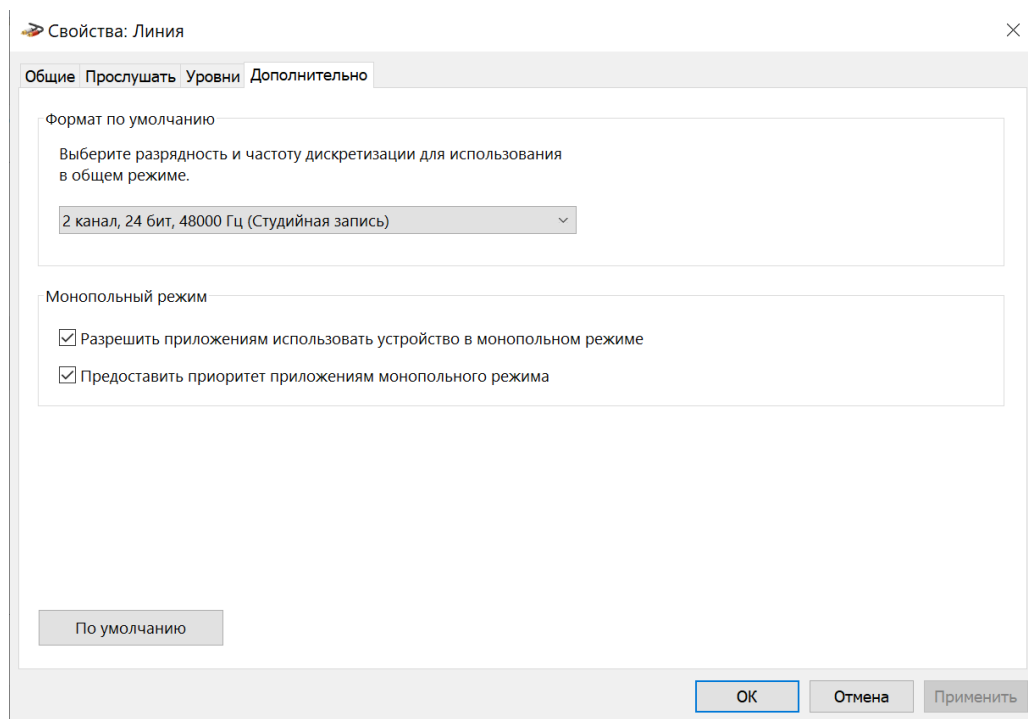 Свойства: Линия
Общие Прослушать Уровни Дополнительно
Формат по умолчанию
Выберите разрядность и частоту дискретизации для использования
в общем режиме.
2 канал, 24 бит, 48000 Гц (Студийная запись)
Монопольный режим
Разрешить приложениям использовать устройство в монопольном режиме
Предоставить приоритет приложениям монопольного режима
По умолчанию
ОК Отмена Применить